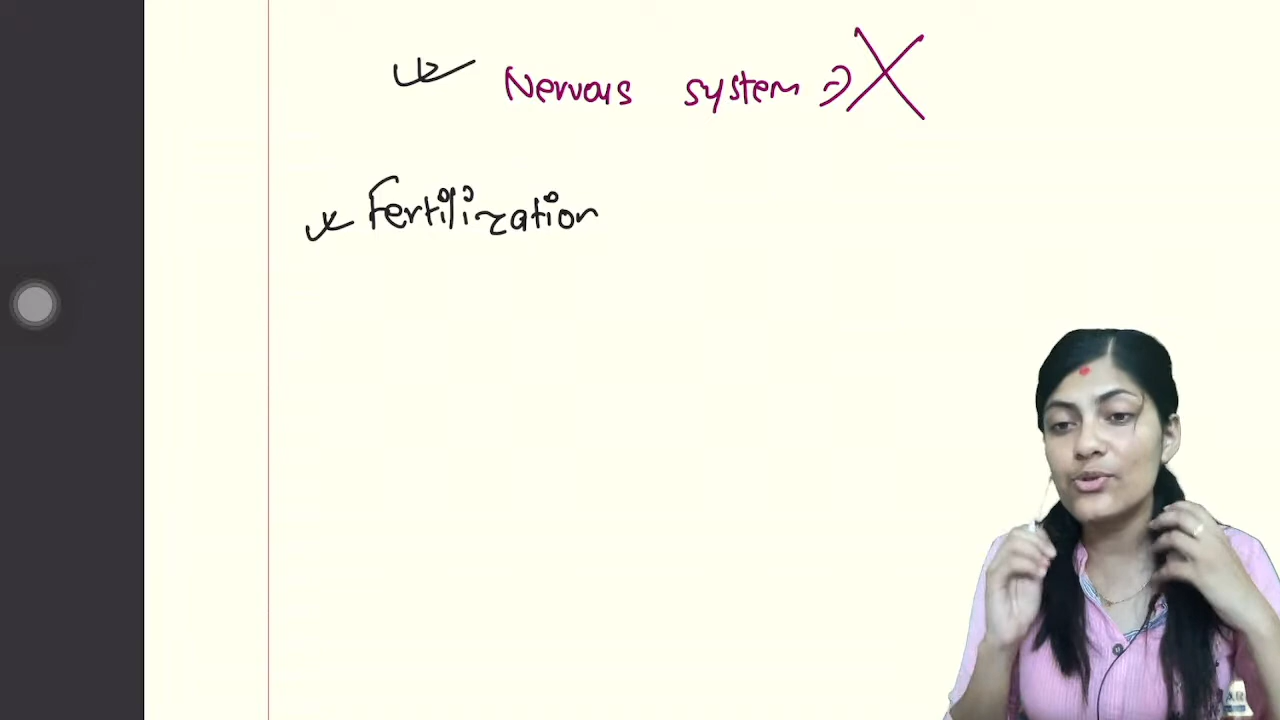 Nervous system ⇒ X
Fertilization